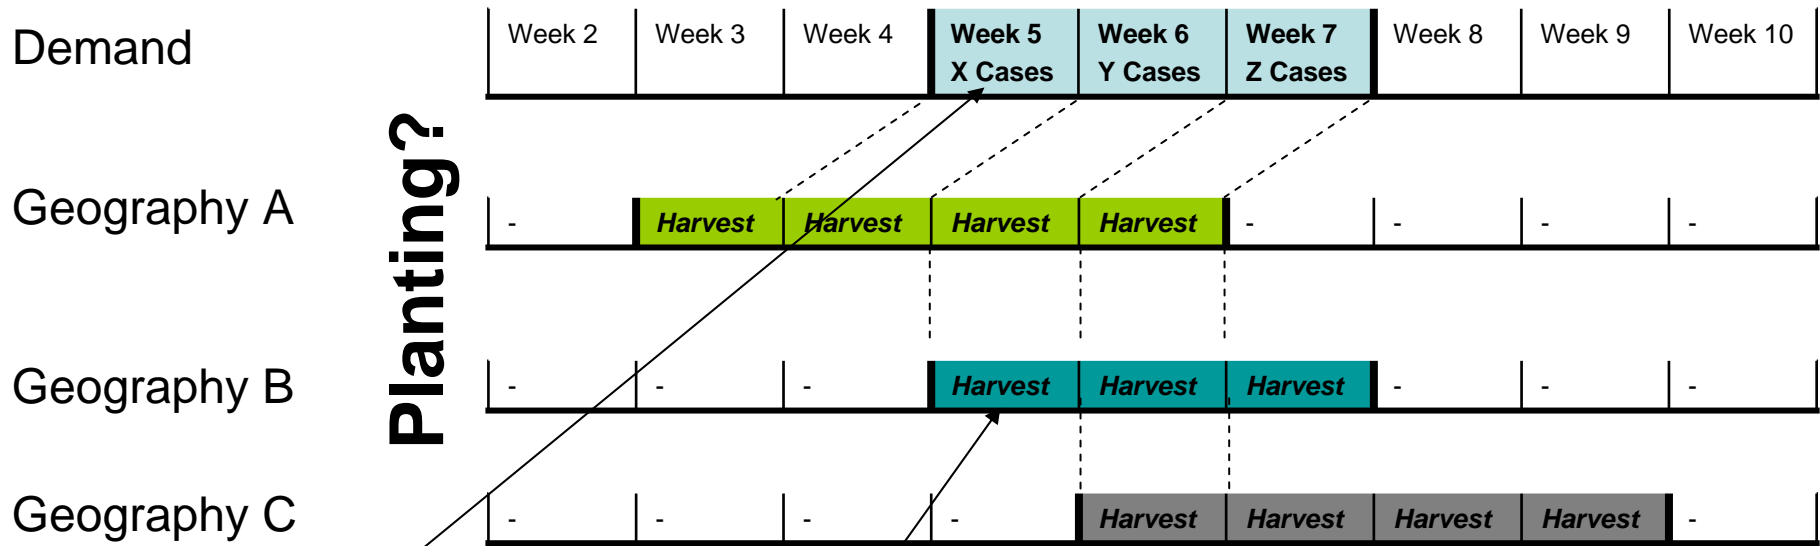 Demand
Week 2 Week 3 Week 4 Week 5 Week 6 Week 7 Week 8 Week 9 Week 10
X Cases Y Cases Z Cases
Planting?
Geography A
- Harvest Harvest Harvest Harvest - - - -
Geography B
- - - Harvest Harvest Harvest - - -
Geography C
- - - - Harvest Harvest Harvest Harvest -